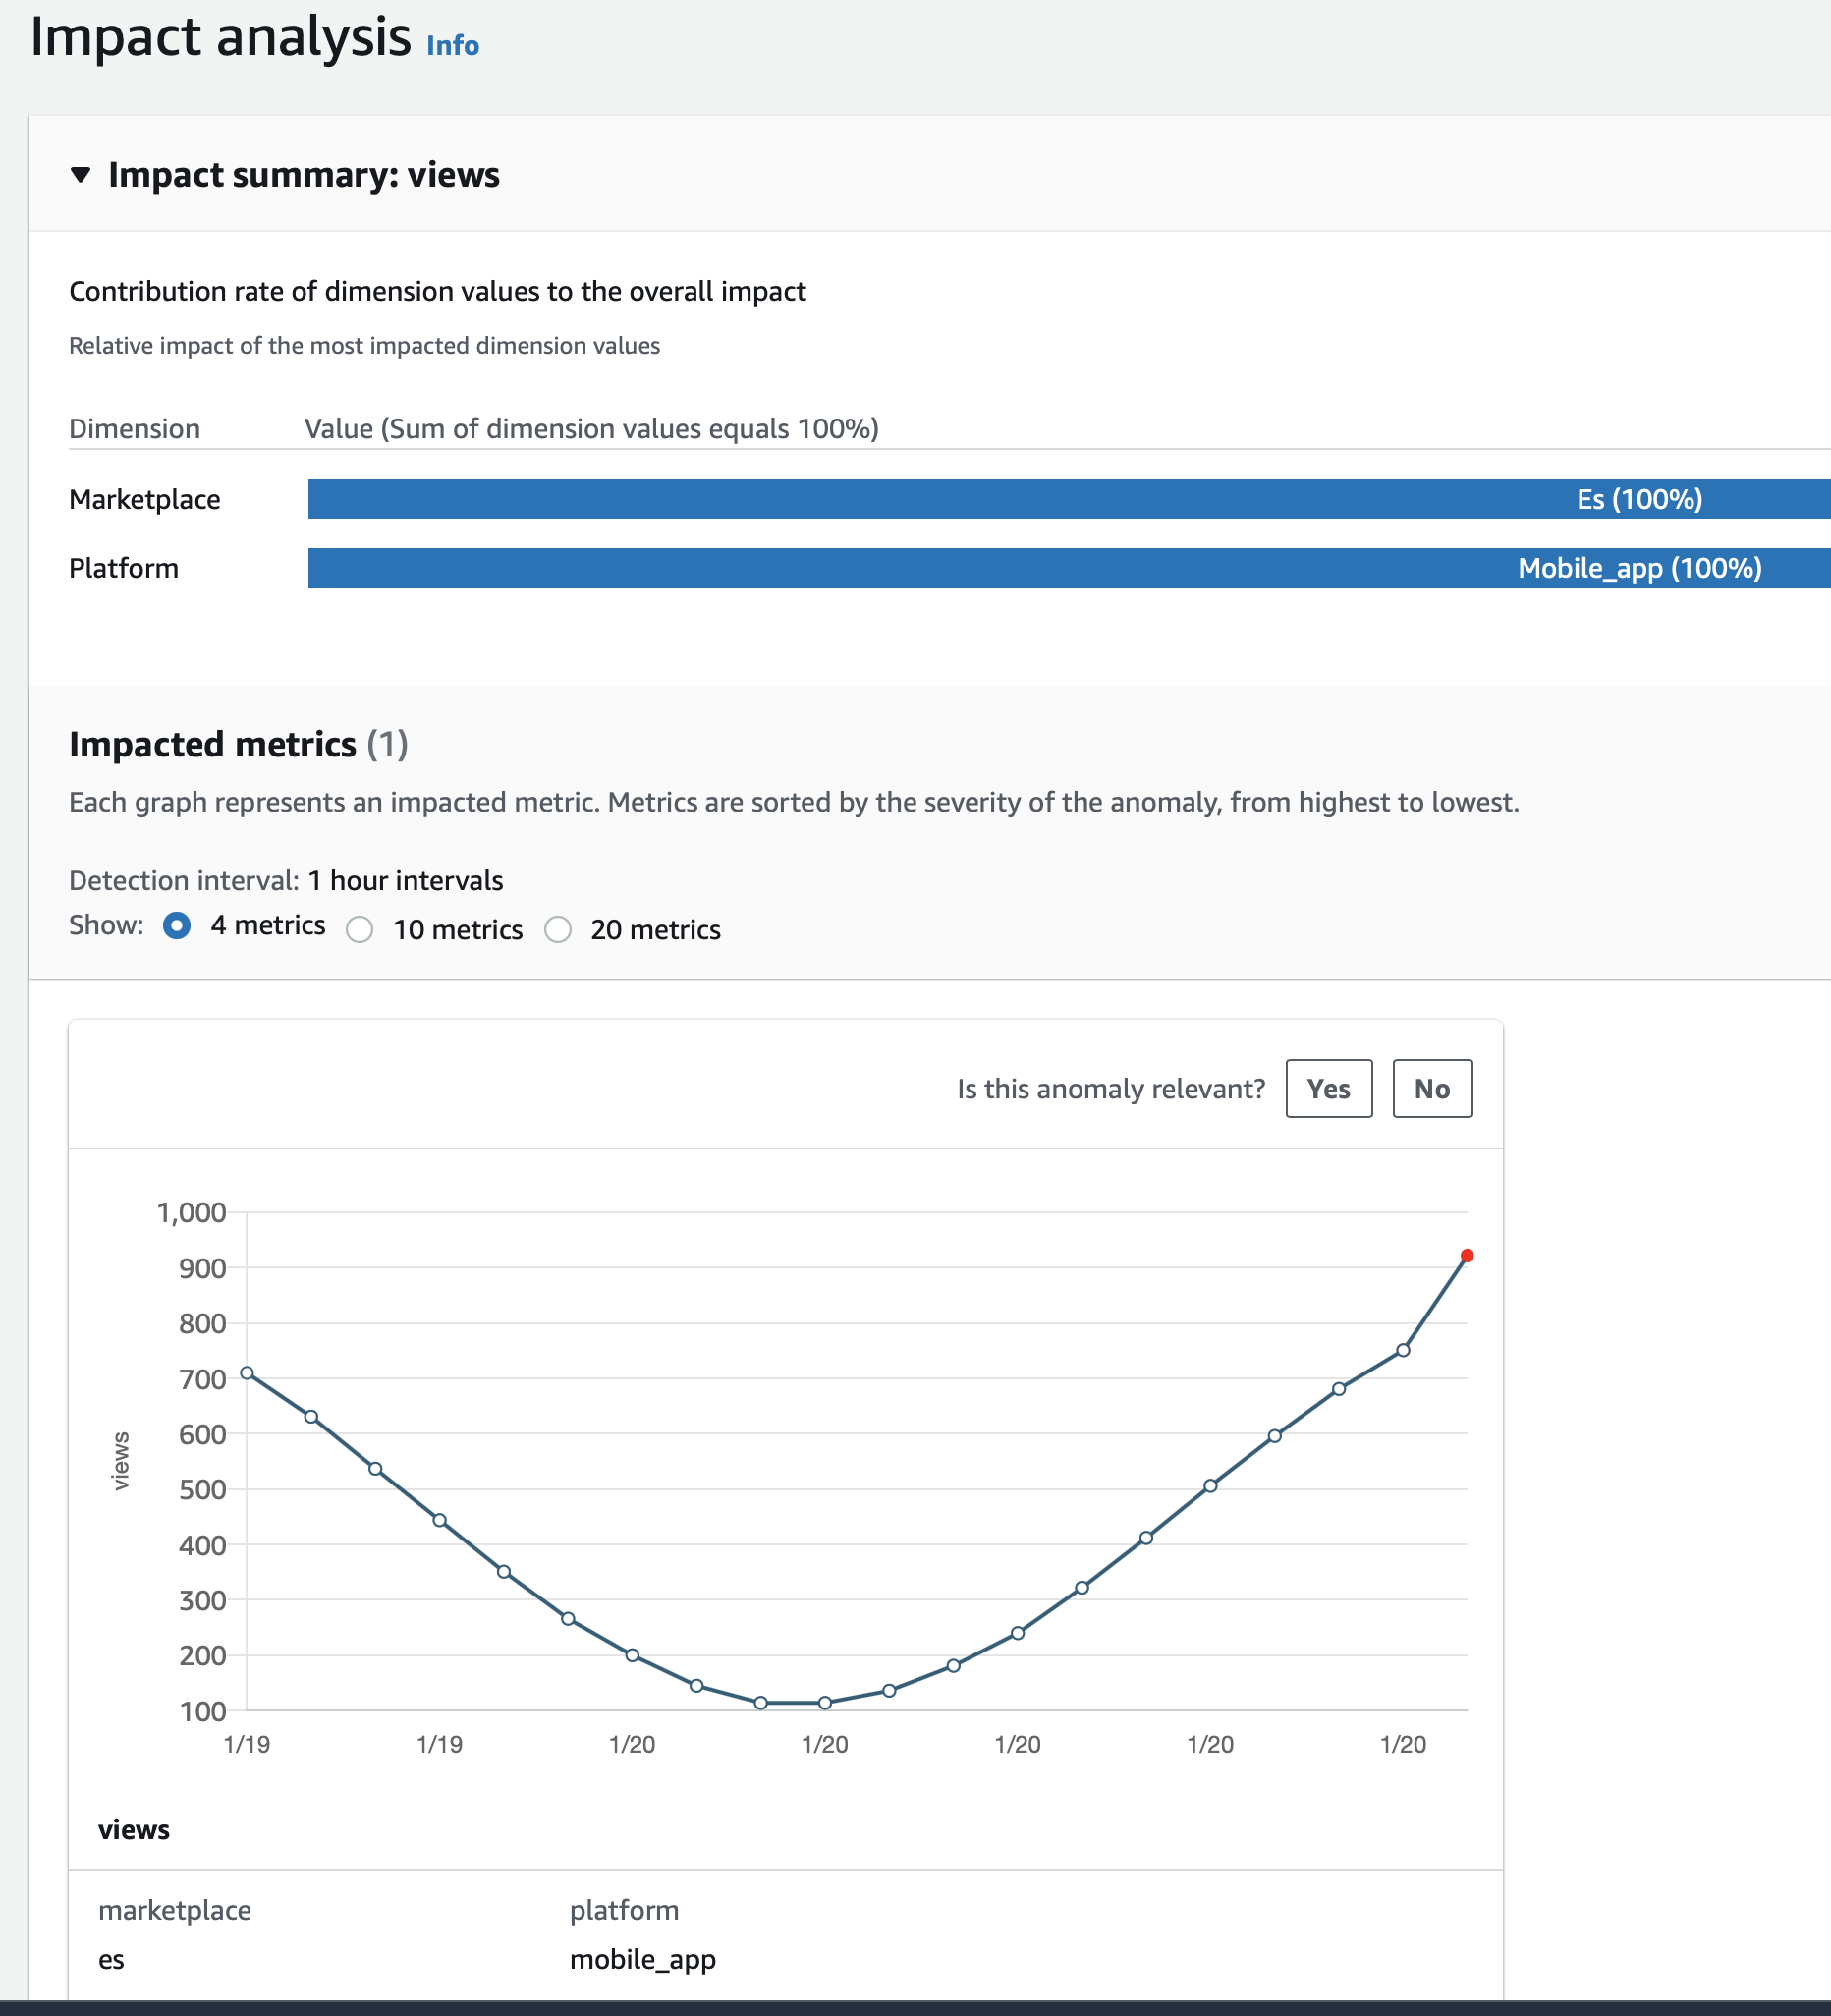 Impact analysis Info
Impact summary: views
Contribution rate of dimension values to the overall impact
Relative impact of the most impacted dimension values
Dimension Value (Sum of dimension values equals 100%)
Marketplace Es (100%)
Platform Mobile_app (100%)
Impacted metrics (1)
Each graph represents an impacted metric. Metrics are sorted by the severity of the anomaly, from highest to lowest.
Detection interval: 1 hour intervals
Show: 4 metrics 10 metrics 20 metrics
Is this anomaly relevant? Yes No
1,000
900
800
700
600
500
400
300
200
100
views
1/19 1/19 1/20 1/20 1/20 1/20 1/20
views
marketplace platform
es mobile_app